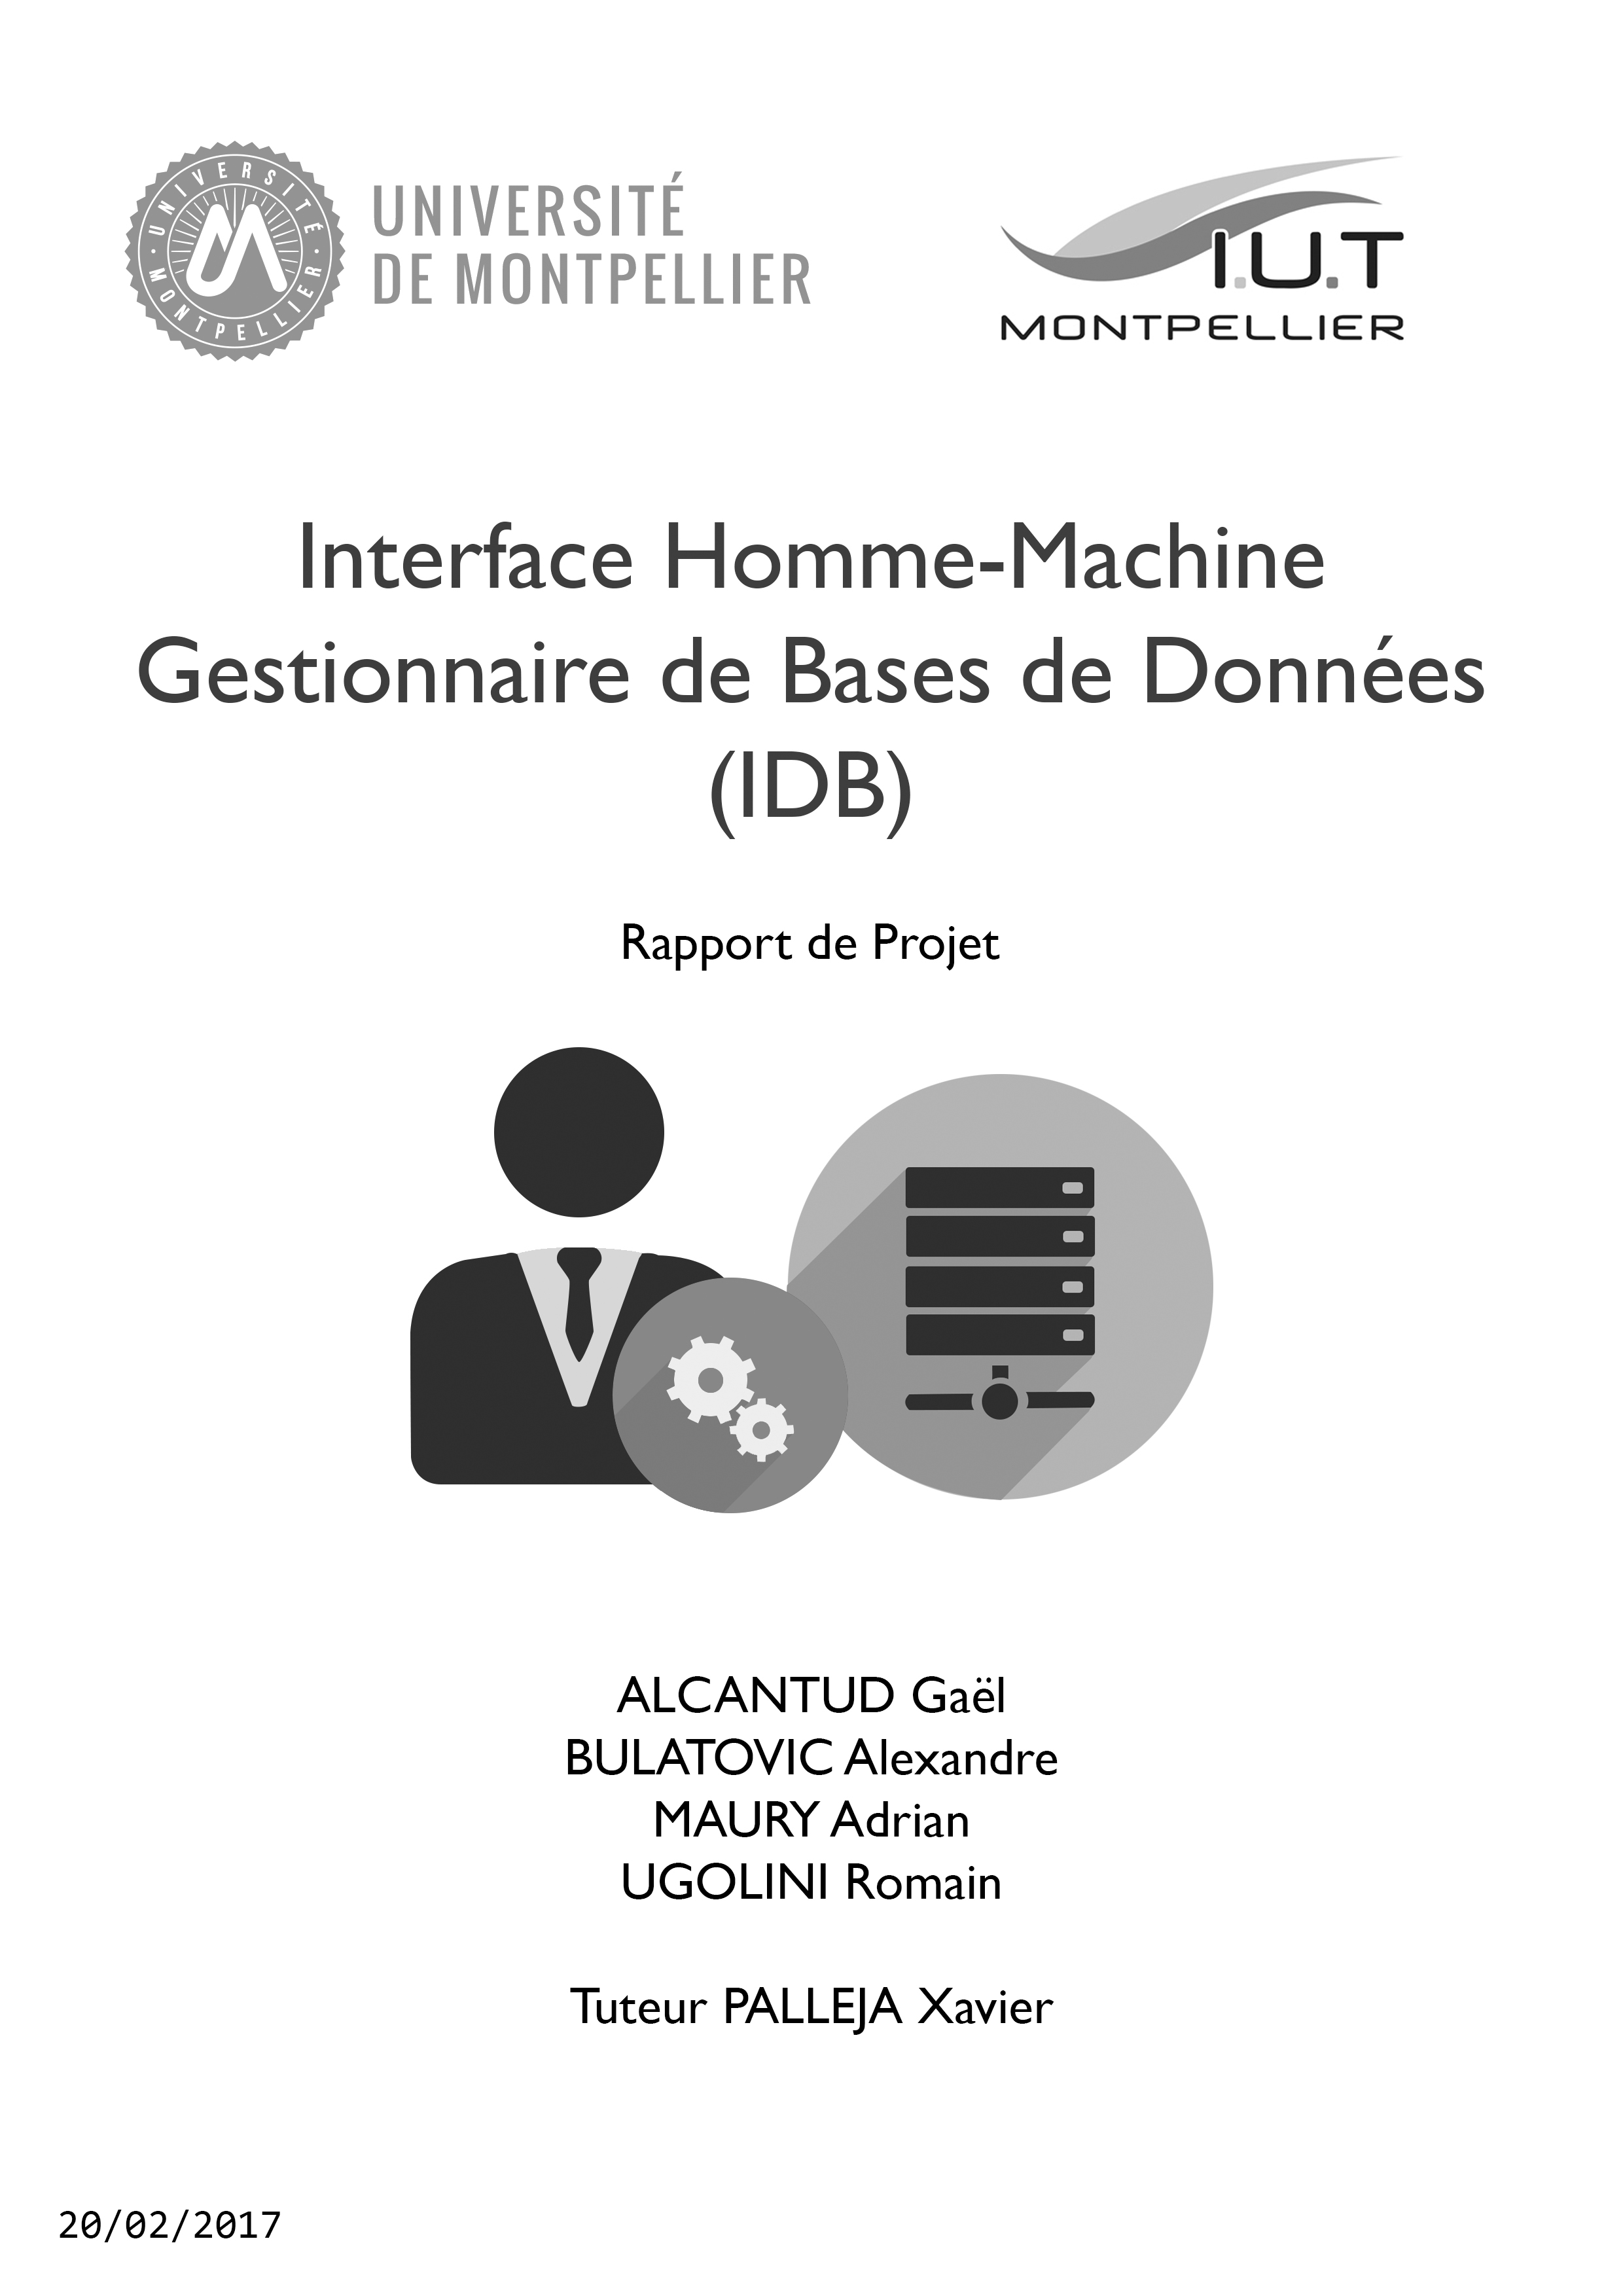 UNIVERSITÉ
MONTPELLIER
UNIVERSITÉ
DE MONTPELLIER
I.U.T
MONTPELLIER
Interface Homme-Machine
Gestionnaire de Bases de Données
(IDB)
Rapport de Projet
ALCANTUD Gaël
BULATOVIC Alexandre
MAURY Adrian
UGOLINI Romain
Tuteur PALLEJA Xavier
20/02/2017